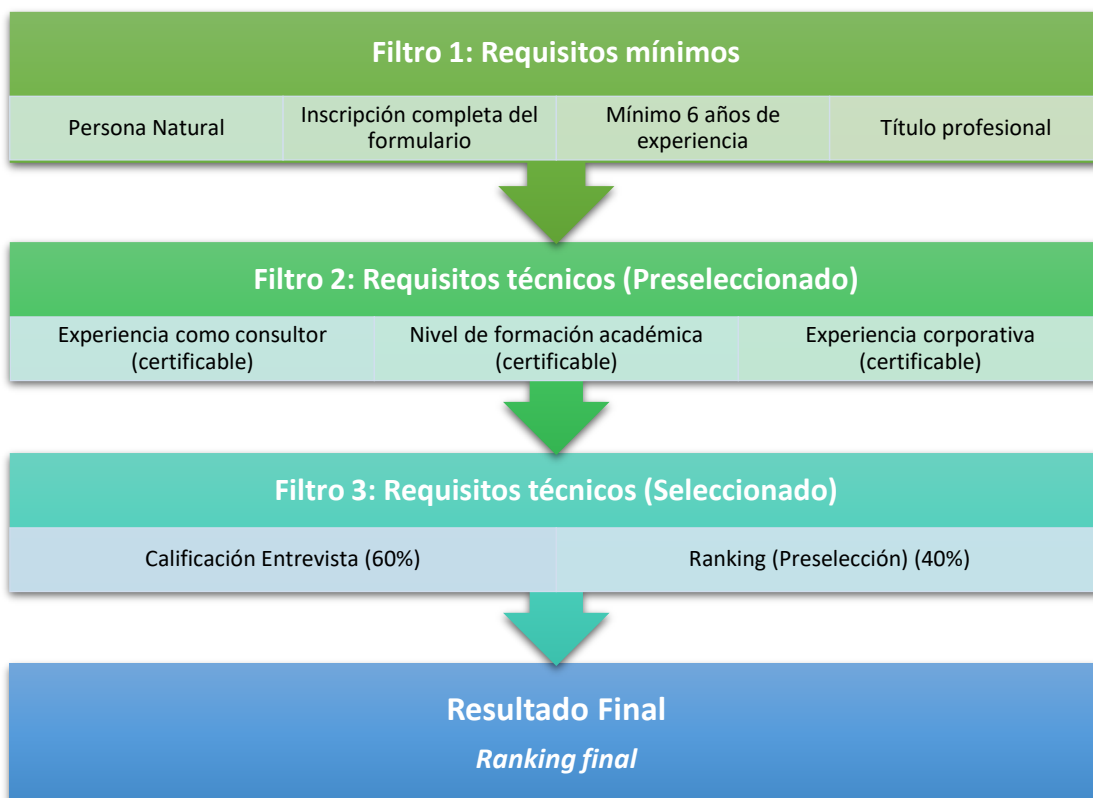 Filtro 1: Requisitos mínimos
Persona Natural
Inscripción completa del
formulario
Mínimo 6 años de
experiencia
Título profesional
Filtro 2: Requisitos técnicos (Preseleccionado)
Experiencia como consultor
(certificable)
Nivel de formación académica
(certificable)
Experiencia corporativa
(certificable)
Filtro 3: Requisitos técnicos (Seleccionado)
Calificación Entrevista (60%)
Ranking (Preselección) (40%)
Resultado Final
Ranking final